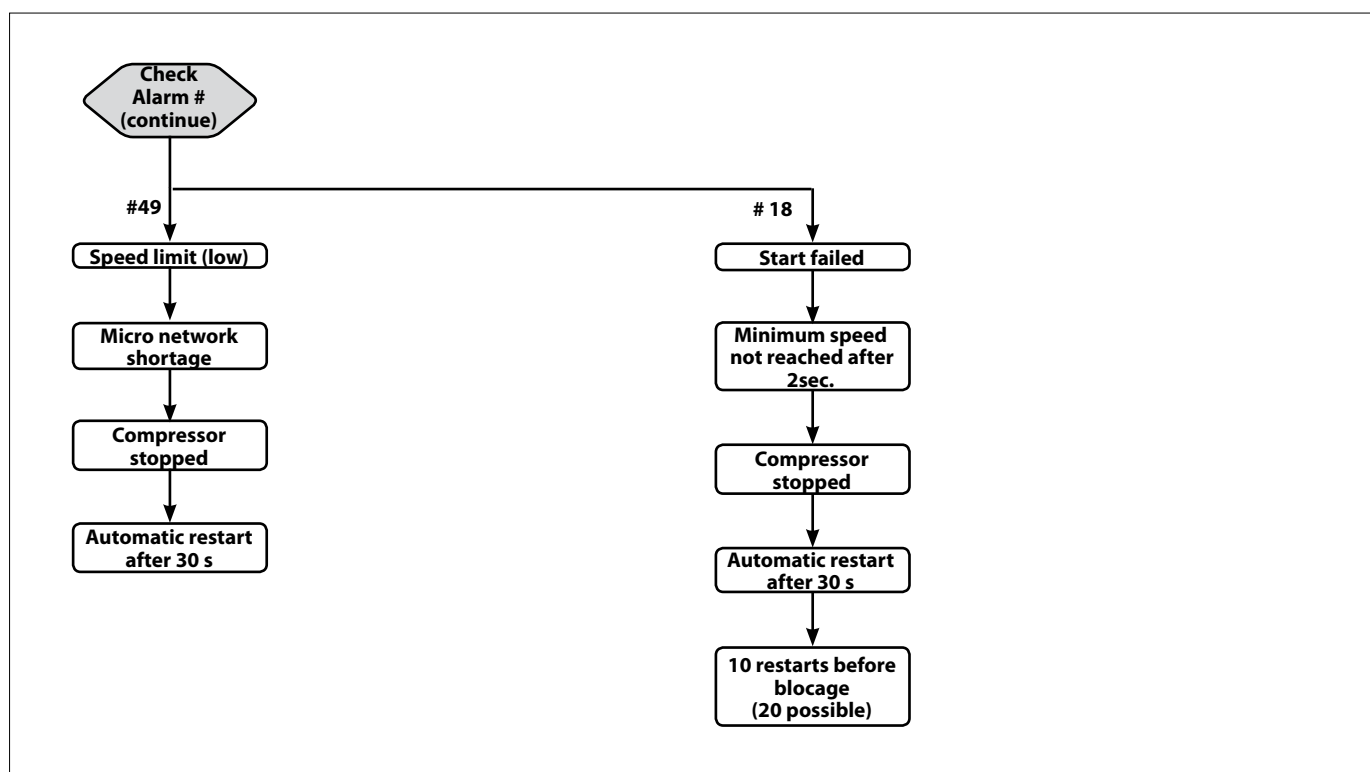 Check
Alarm #
(continue)
#49
Speed limit (low)
Micro network
shortage
Compressor
stopped
Automatic restart
after 30 s
# 18
Start failed
Minimum speed
not reached after
2sec.
Compressor
stopped
Automatic restart
after 30 s
10 restarts before
blocage
(20 possible)